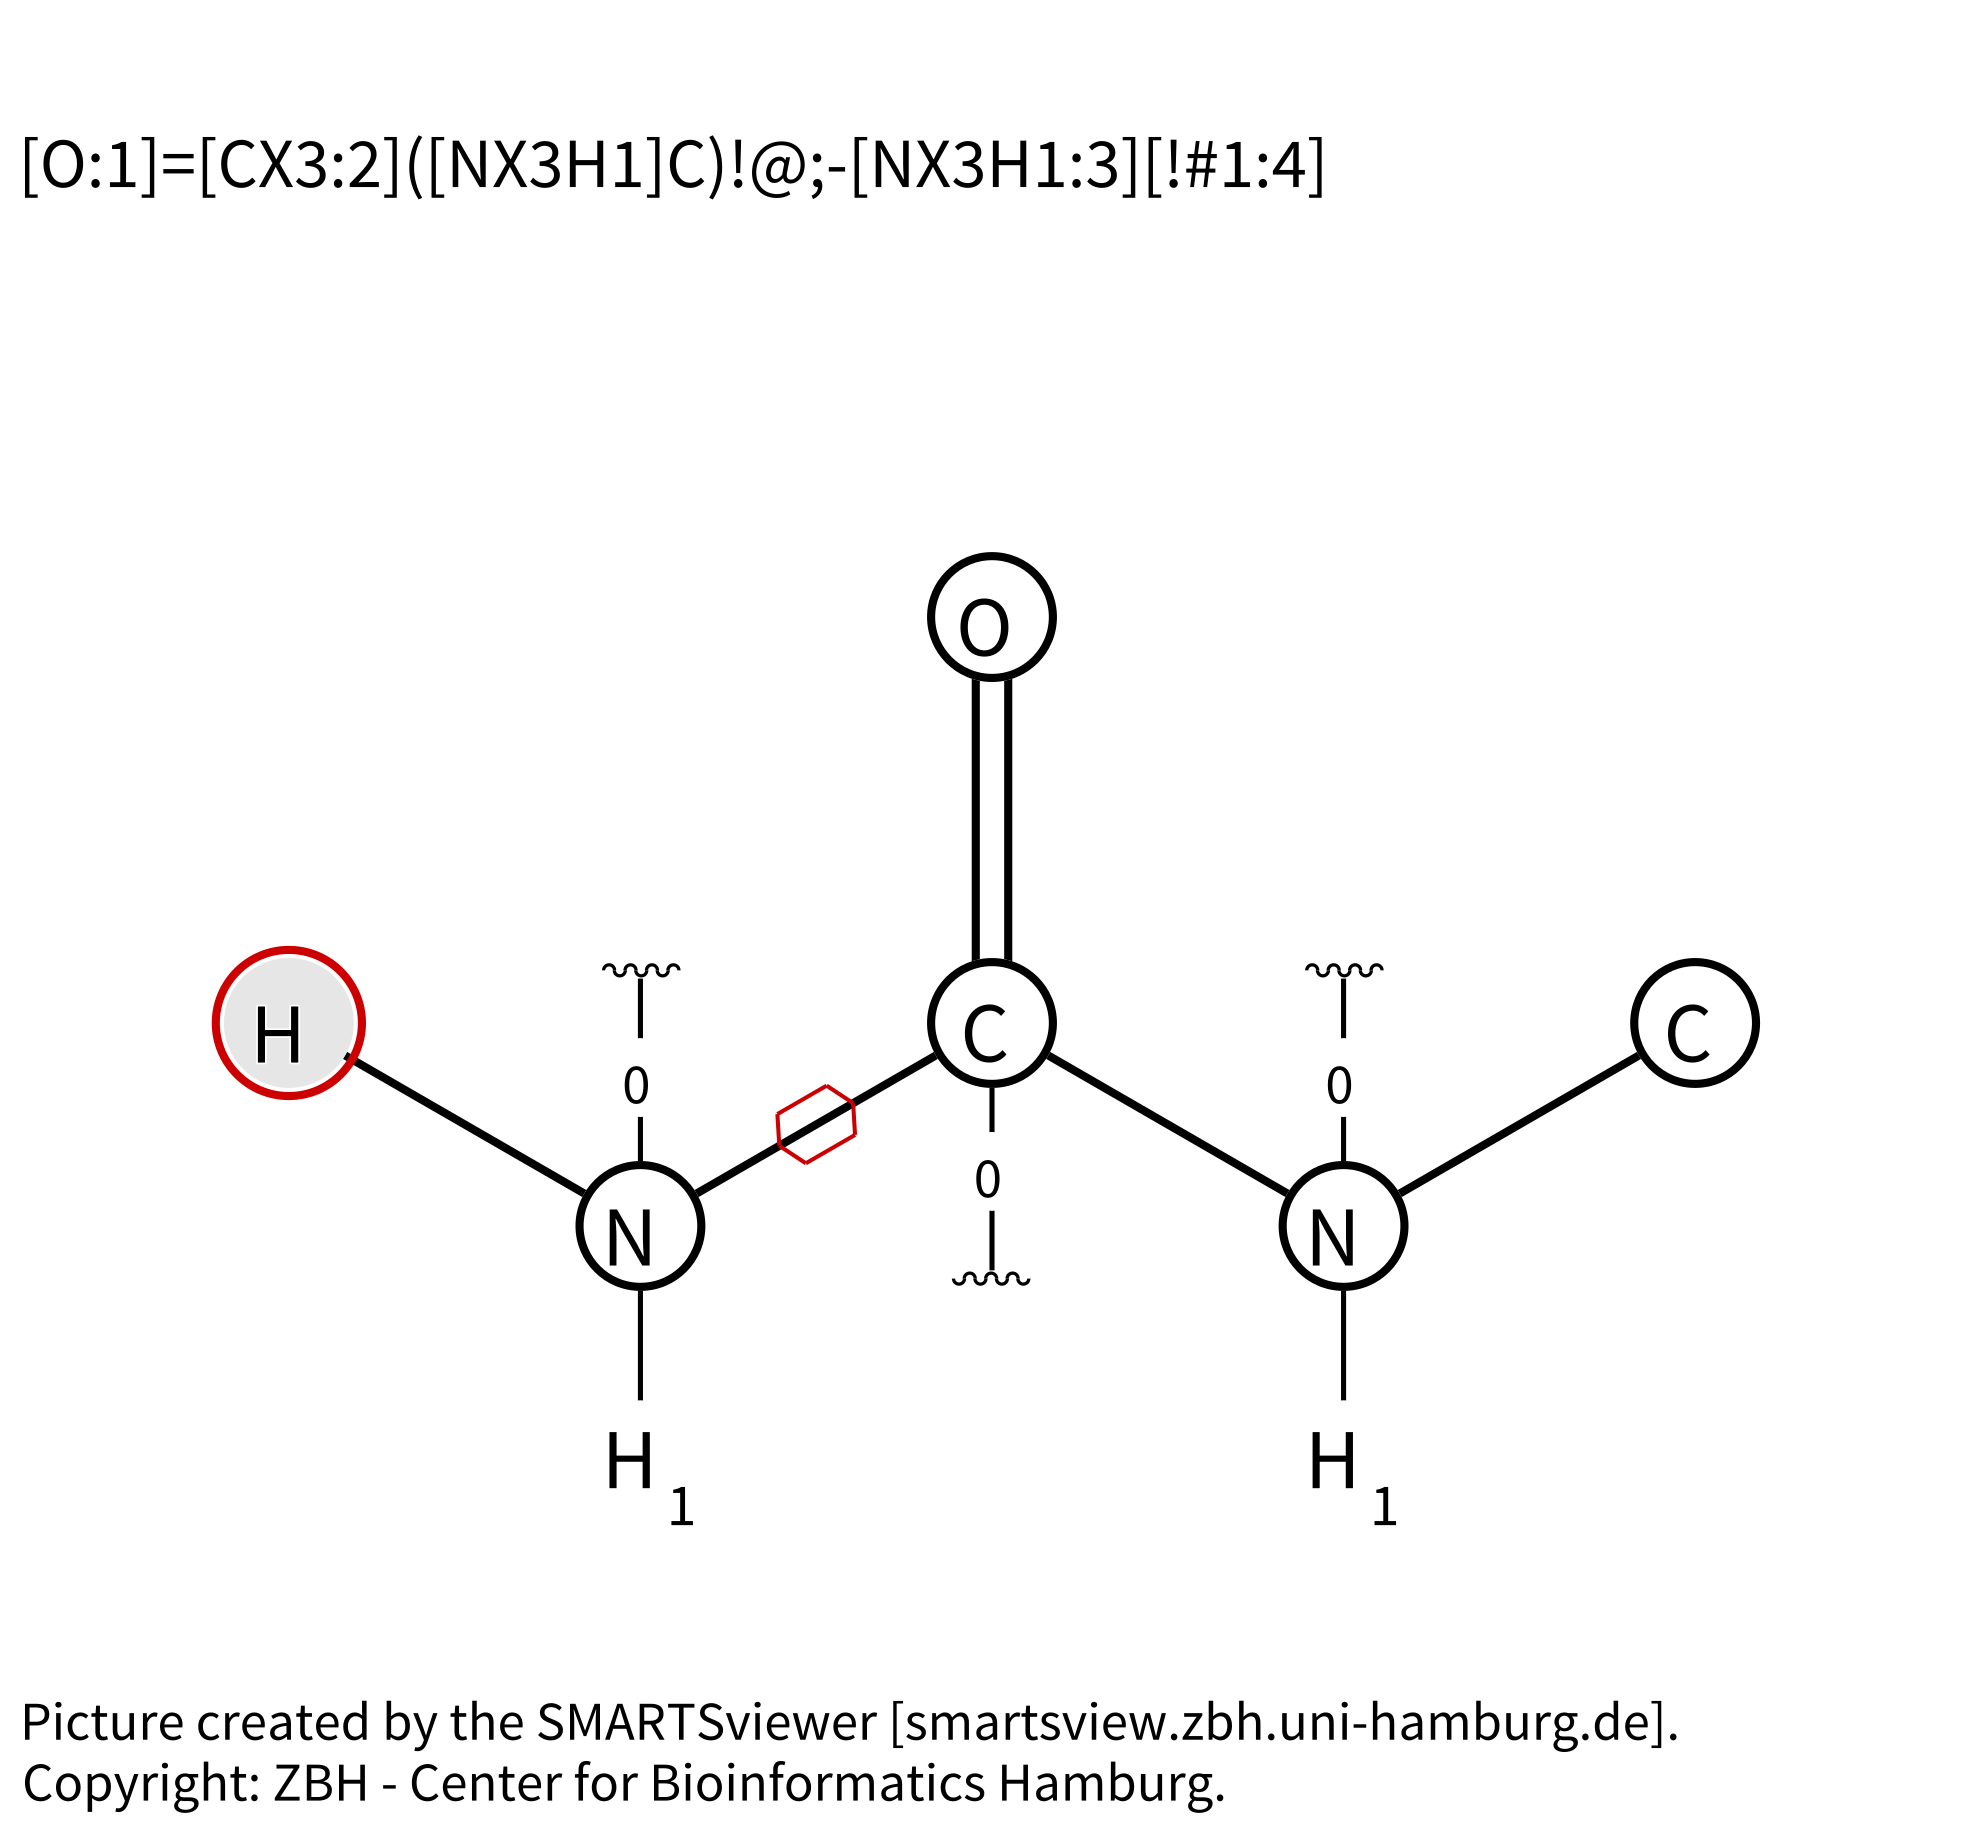 [O:1]=[CX3:2]([NX3H1]C)!@;-[NX3H1:3][!#1:4]
O
H
0
C
0
C
0
N
N
H 1
H 1
Picture created by the SMARTSviewer [smartsview.zbh.uni-hamburg.de].
Copyright: ZBH - Center for Bioinformatics Hamburg.